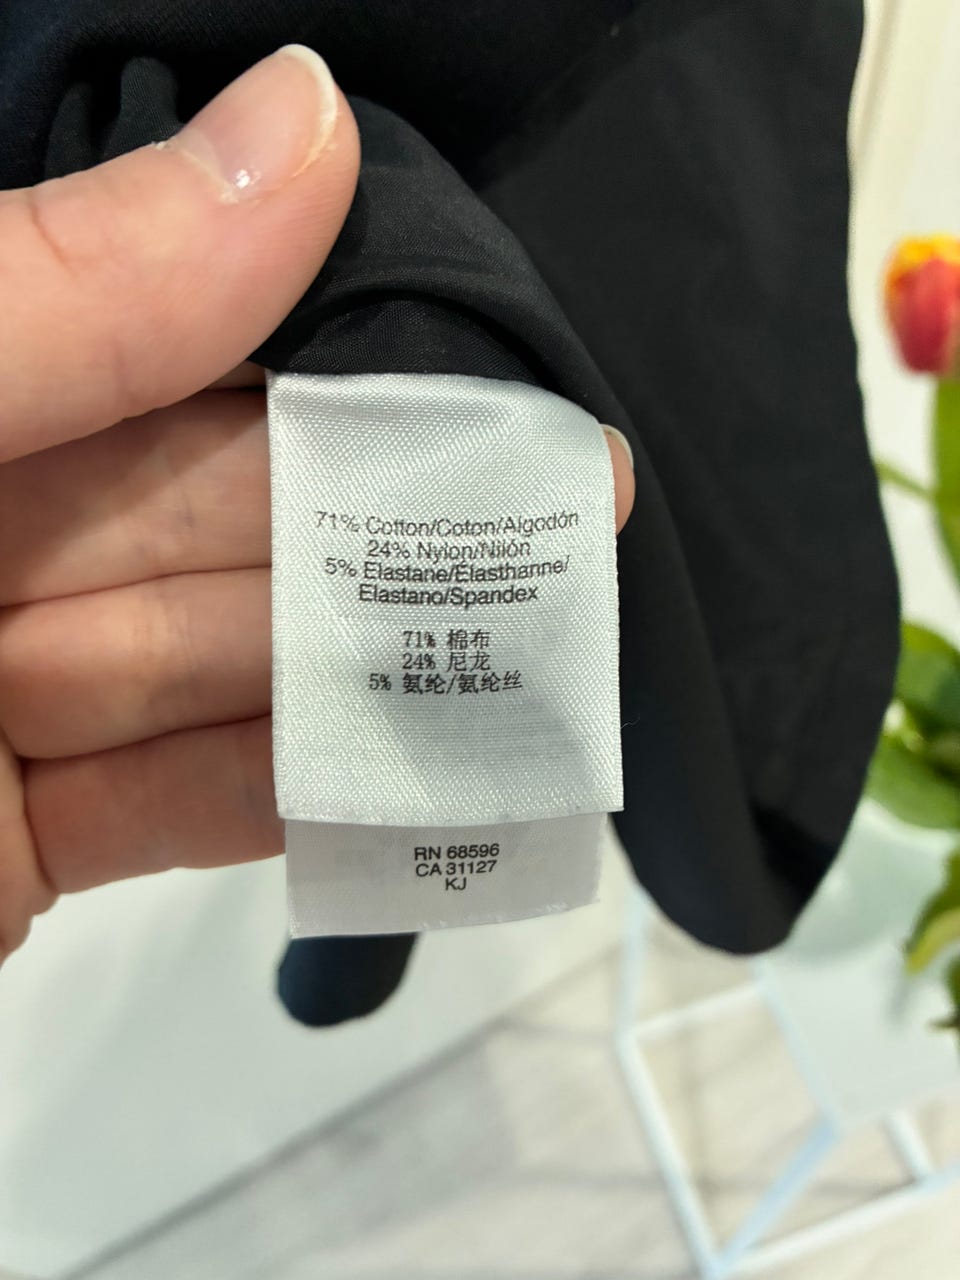 71% Cotton/Coton/Algodón
24% Nylon/Nilón
5% Elastane/Élasthanne/
Elastano/Spandex
71% 棉布
24% 尼龙
5% 氨纶/氨纶丝
RN 68596
CA 31127
KJ